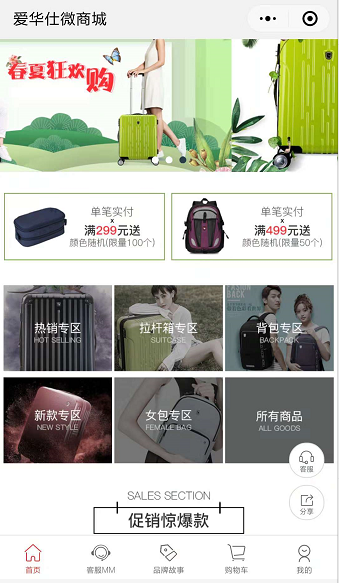 爱华仕微商城
春夏狂欢购
单笔实付
x
满299元送
颜色随机(限量100个)
单笔实付
x
满499元送
颜色随机(限量50个)
热销专区
HOT SELLING
拉杆箱专区
SUITCASE
背包专区
BACKPACK
新款专区
NEW STYLE
女包专区
FEMALE BAG
所有商品
ALL GOODS
客服
分享
SALES SECTION
促销惊爆款
首页
客服MM
品牌故事
购物车
我的